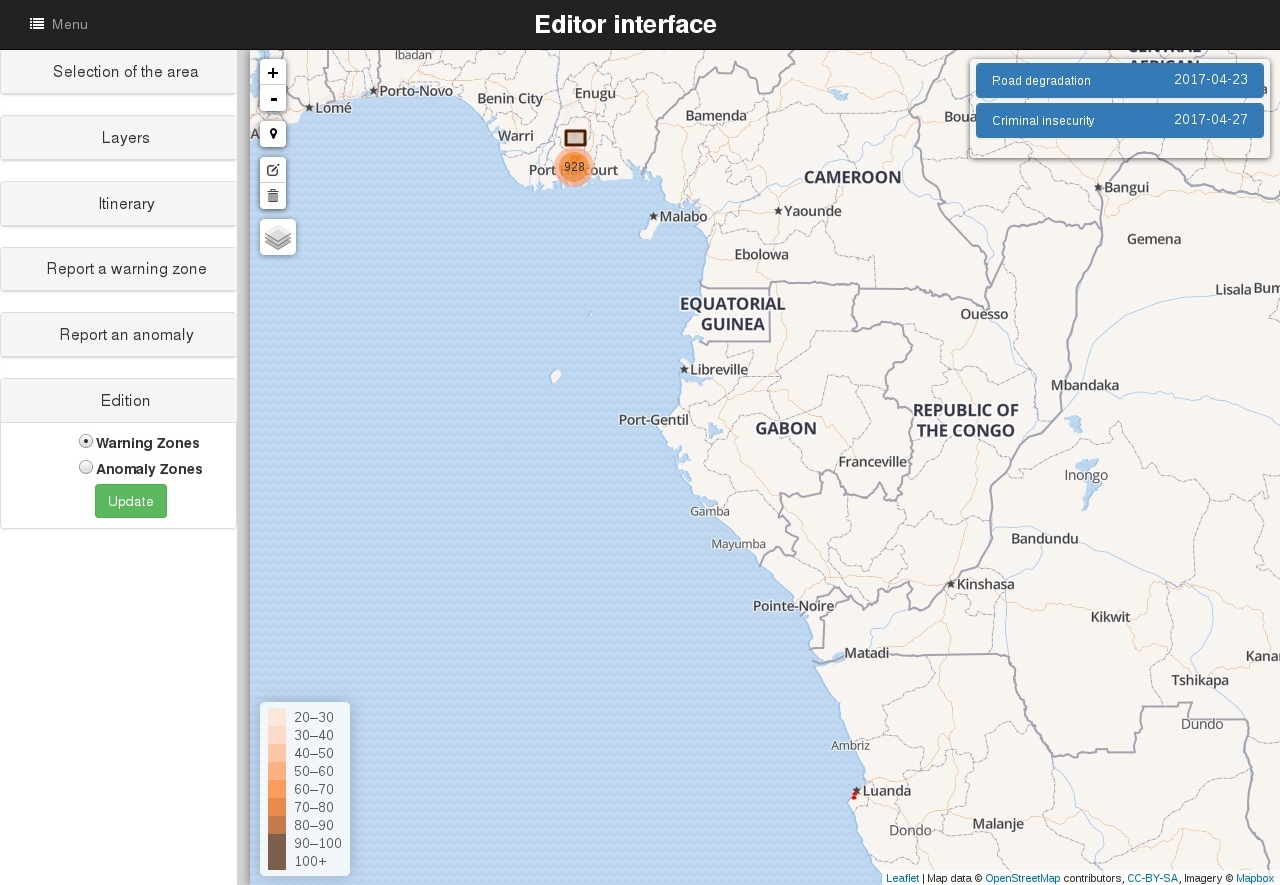 Menu
Editor interface
Selection of the area
Layers
Itinerary
Report a warning zone
Report an anomaly
Edition
Warning Zones
Anomaly Zones
Update
+
-
Road degradation 2017-04-23
Criminal insecurity 2017-04-27
Ibadan
Porto-Novo
Lomé
Benin City
Enugu
Warri
928
Bamenda
CAMEROON
Bangui
Malabo
Yaounde
Gemena
Ebolowa
Lisala
EQUATORIAL
GUINEA
Ouesso
Libreville
Mbandaka
Port-Gentil
GABON
REPUBLIC OF
THE CONGO
Franceville
Inongo
Gamba
Mayumba
Bandundu
Kinshasa
Pointe-Noire
Kikwit
Matadi
Tshikapa
Dundo
Ambriz
Luanda
Dondo
Malanje
20–30
30–40
40–50
50–60
60–70
70–80
80–90
90–100
100+
Leaflet | Map data © OpenStreetMap contributors, CC-BY-SA, Imagery © Mapbox